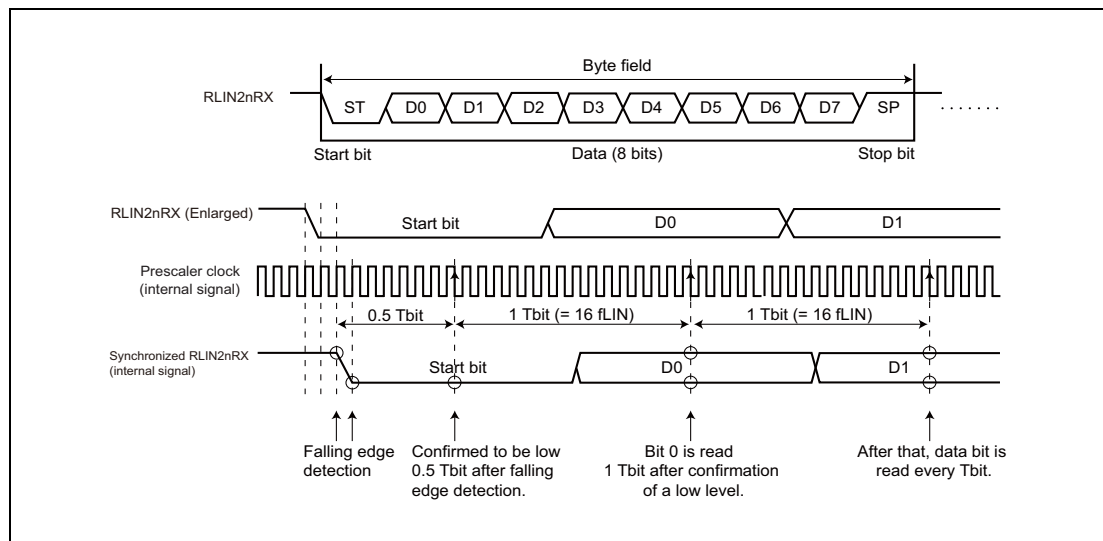 Byte field
RLIN2nRX
ST D0 D1 D2 D3 D4 D5 D6 D7 SP .......
Start bit Data (8 bits) Stop bit
RLIN2nRX (Enlarged)
Start bit D0 D1
Prescaler clock
(internal signal)
0.5 Tbit 1 Tbit (= 16 fLIN) 1 Tbit (= 16 fLIN)
Synchronized RLIN2nRX
(internal signal)
Start bit D0 D1
Falling edge
detection
Confirmed to be low
0.5 Tbit after falling
edge detection.
Bit 0 is read
1 Tbit after confirmation
of a low level.
After that, data bit is
read every Tbit.